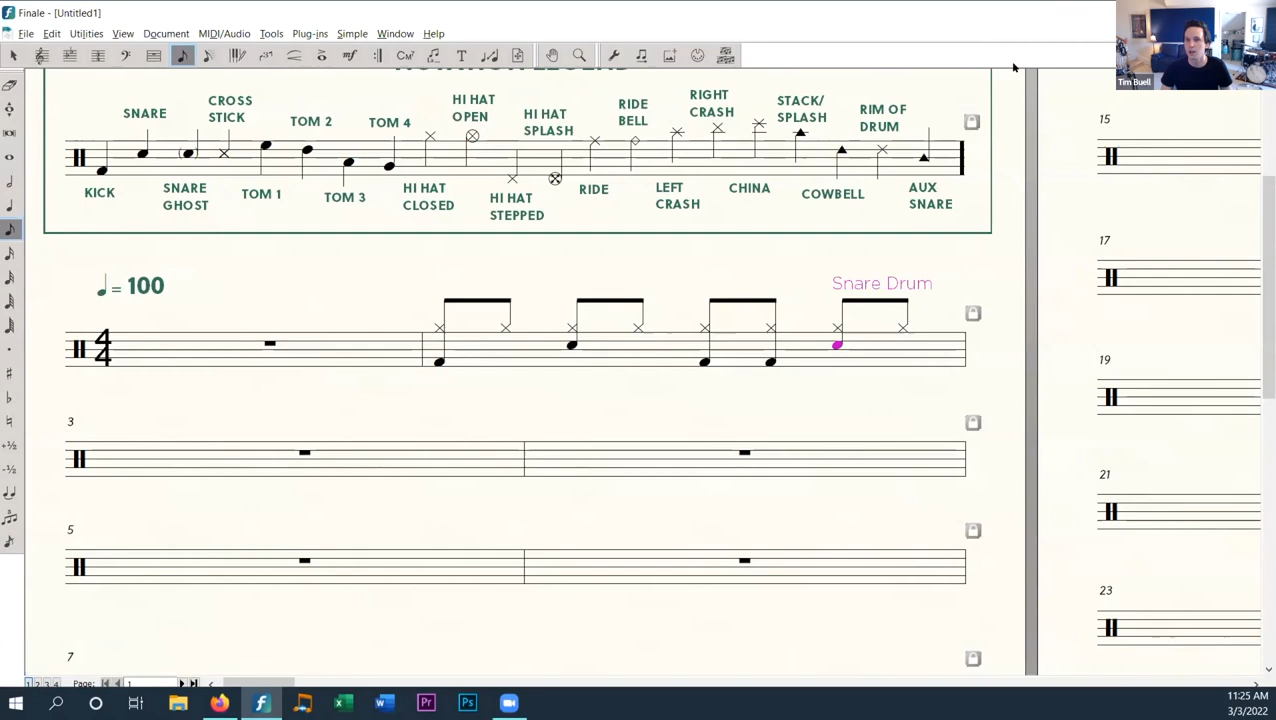 Finale - [Untitled1]
File Edit Utilities View Document MIDI/Audio Tools Plug-ins Simple Window Help
Tim Buell
SNARE
CROSS
STICK
TOM 2
TOM 4
HI HAT
OPEN
HI HAT
SPLASH
RIDE
BELL
RIGHT
CRASH
STACK/
SPLASH
RIM OF
DRUM
KICK
SNARE
GHOST
TOM 1
TOM 3
HI HAT
CLOSED
HI HAT
STEPPED
RIDE
LEFT
CRASH
CHINA
COWBELL
AUX
SNARE
= 100
Snare Drum
4
4
3
5
7
15
17
19
21
23
1 2 3 4 Page: 1
11:25 AM
3/3/2022